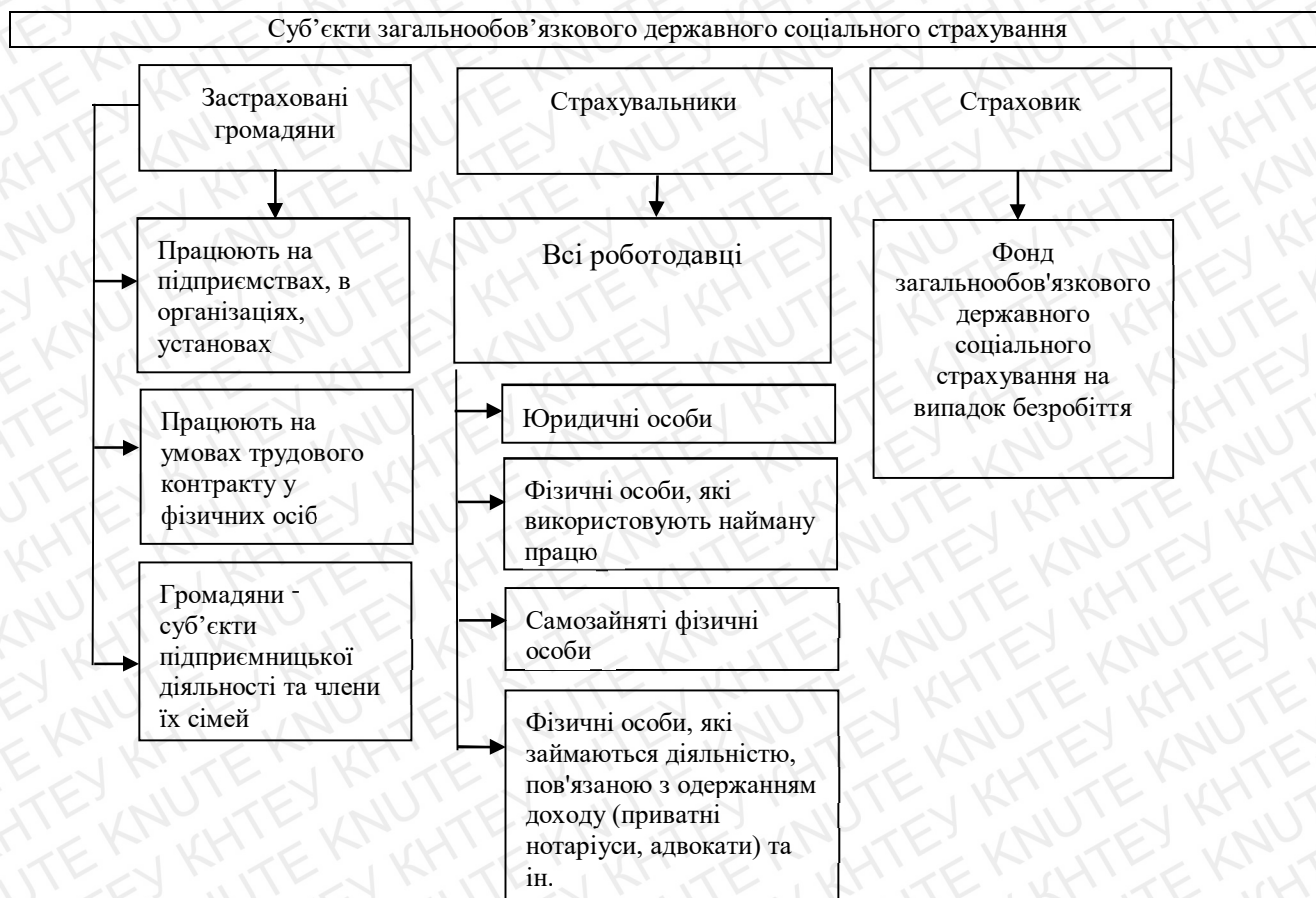 Суб’єкти загальнообов’язкового державного соціального страхування
Застраховані
громадяни
Страхувальники
Страховик
Працюють на
підприємствах, в
організаціях,
установах
Працюють на
умовах трудового
контракту у
фізичних осіб
Громадяни -
суб’єкти
підприємницької
діяльності та члени
їх сімей
Всі роботодавці
Юридичні особи
Фізичні особи, які
використовують найману
працю
Самозайняті фізичні
особи
Фізичні особи, які
займаються діяльністю,
пов'язаною з одержанням
доходу (приватні
нотаріуси, адвокати) та
ін.
Фонд
загальнообов'язкового
державного
соціального
страхування на
випадок безробіття